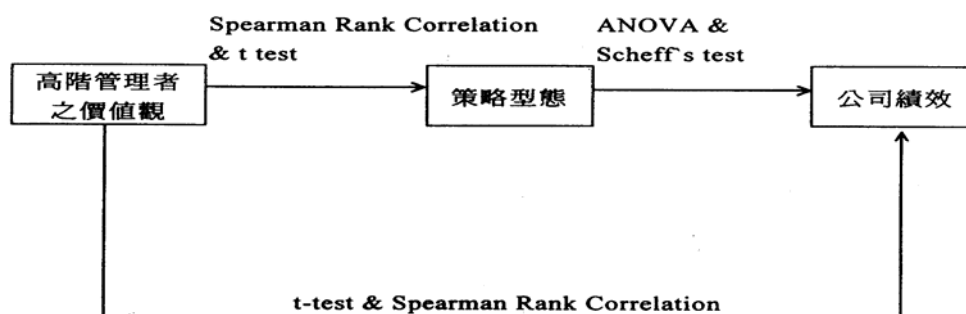 Spearman Rank Correlation
& t test
ANOVA &
Scheff`s test
高階管理者
之價值觀
策略型態
公司績效
t-test & Spearman Rank Correlation